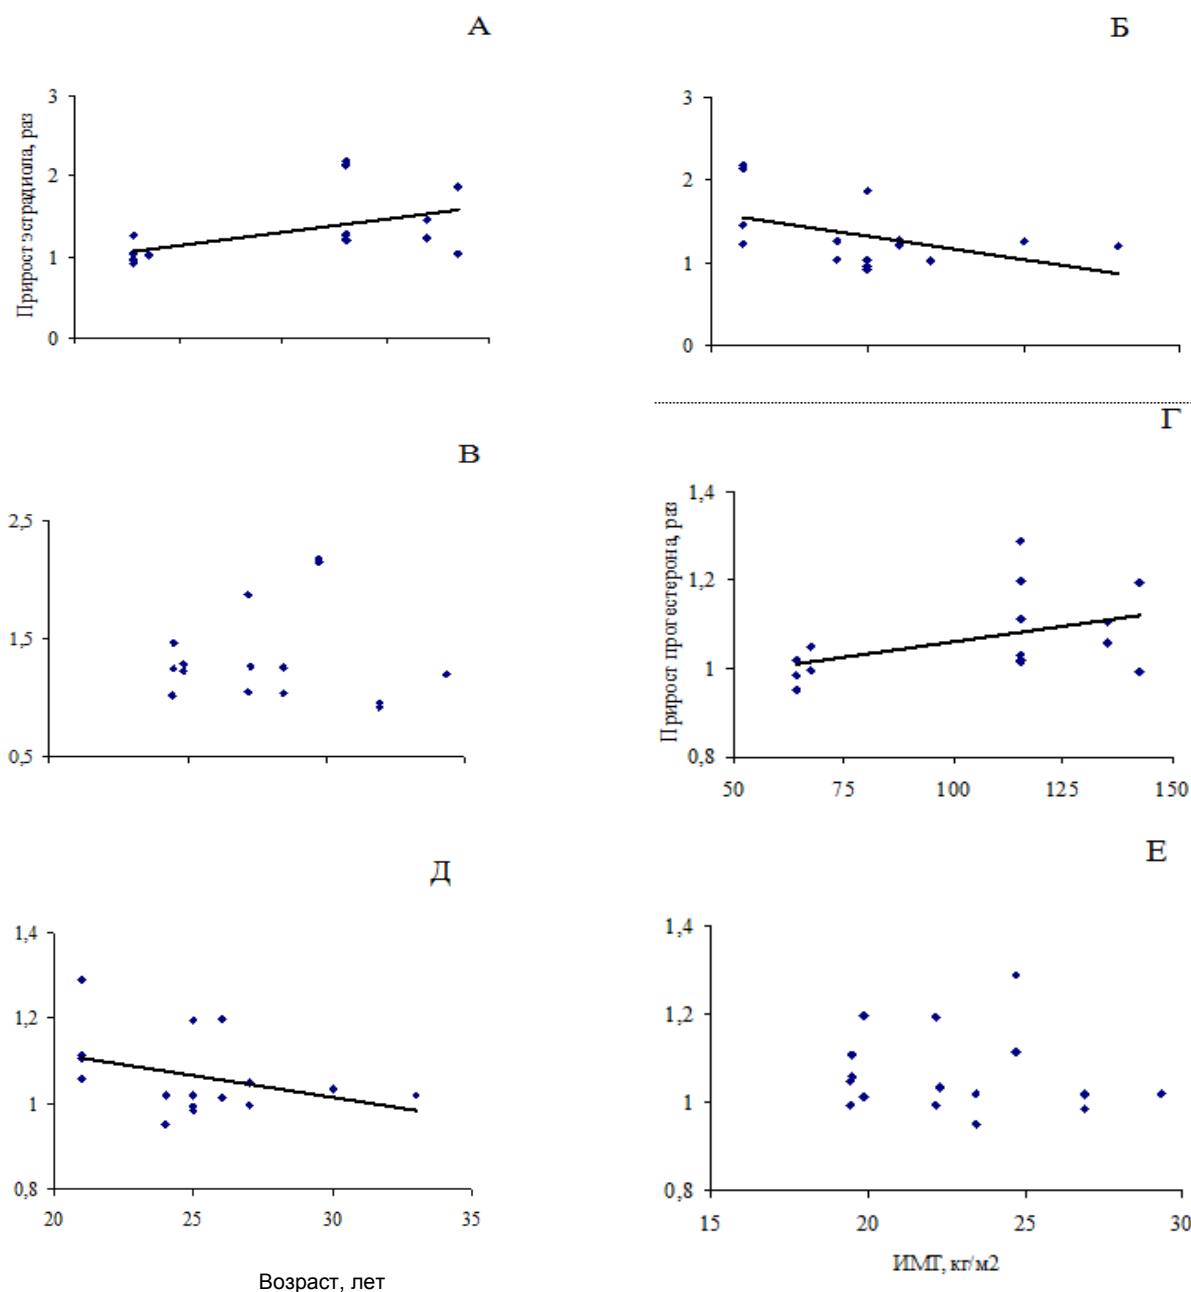 А
Б
3
2
1
0
Прирост эстрадиола, раз
3
2
1
0
В
2,5
1,5
0,5
Г
1,4
1,2
1
0,8
Прирост прогестерона, раз
50 75 100 125 150
Д
1,4
1,2
1
0,8
20 25 30 35
Возраст, лет
Е
1,4
1,2
1
0,8
15 20 25 30
ИМТ, кг/м2